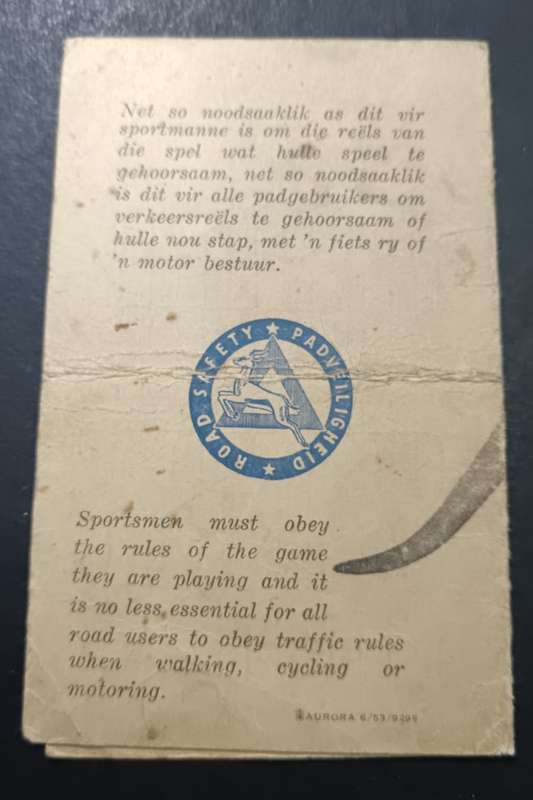 Net so noodsaaklik as dit vir
sportmanne is om die reëls van
die spel wat hulle speel te
gehoorsaam, net so noodsaaklik
is dit vir alle padgebruikers om
verkeersreëls te gehoorsaam of
hulle nou stap, met 'n fiets ry of
'n motor bestuur.
ROAD SAFETY ★ PADVEILIGHEID ★
Sportsmen must obey
the rules of the game
they are playing and it
is no less essential for all
road users to obey traffic rules
when walking, cycling or
motoring.
AURORA 6/53/9298